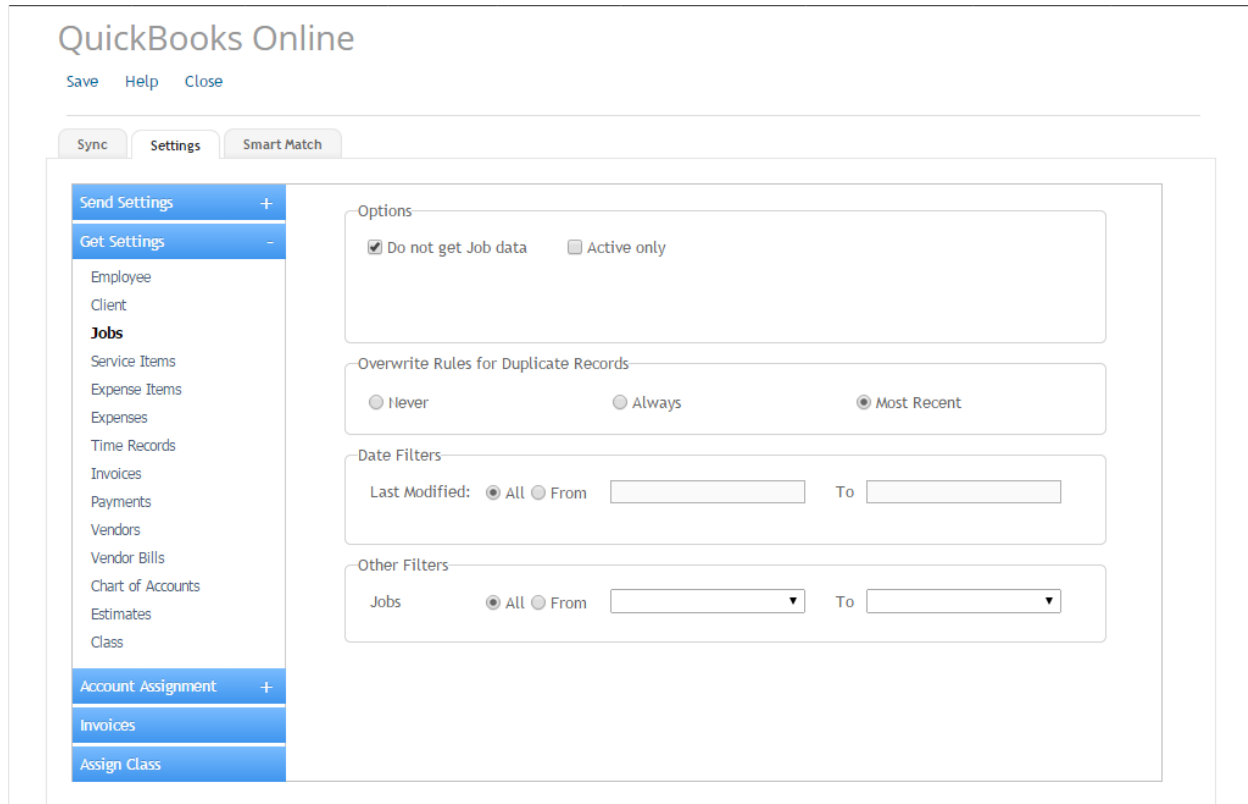 QuickBooks Online
Save Help Close
Sync Settings Smart Match
Send Settings +
Get Settings -
Employee
Client
Jobs
Service Items
Expense Items
Expenses
Time Records
Invoices
Payments
Vendors
Vendor Bills
Chart of Accounts
Estimates
Class
Account Assignment +
Invoices
Assign Class
Options
Do not get Job data Active only
Overwrite Rules for Duplicate Records
Never Always Most Recent
Date Filters
Last Modified: All From To
Other Filters
Jobs All From To